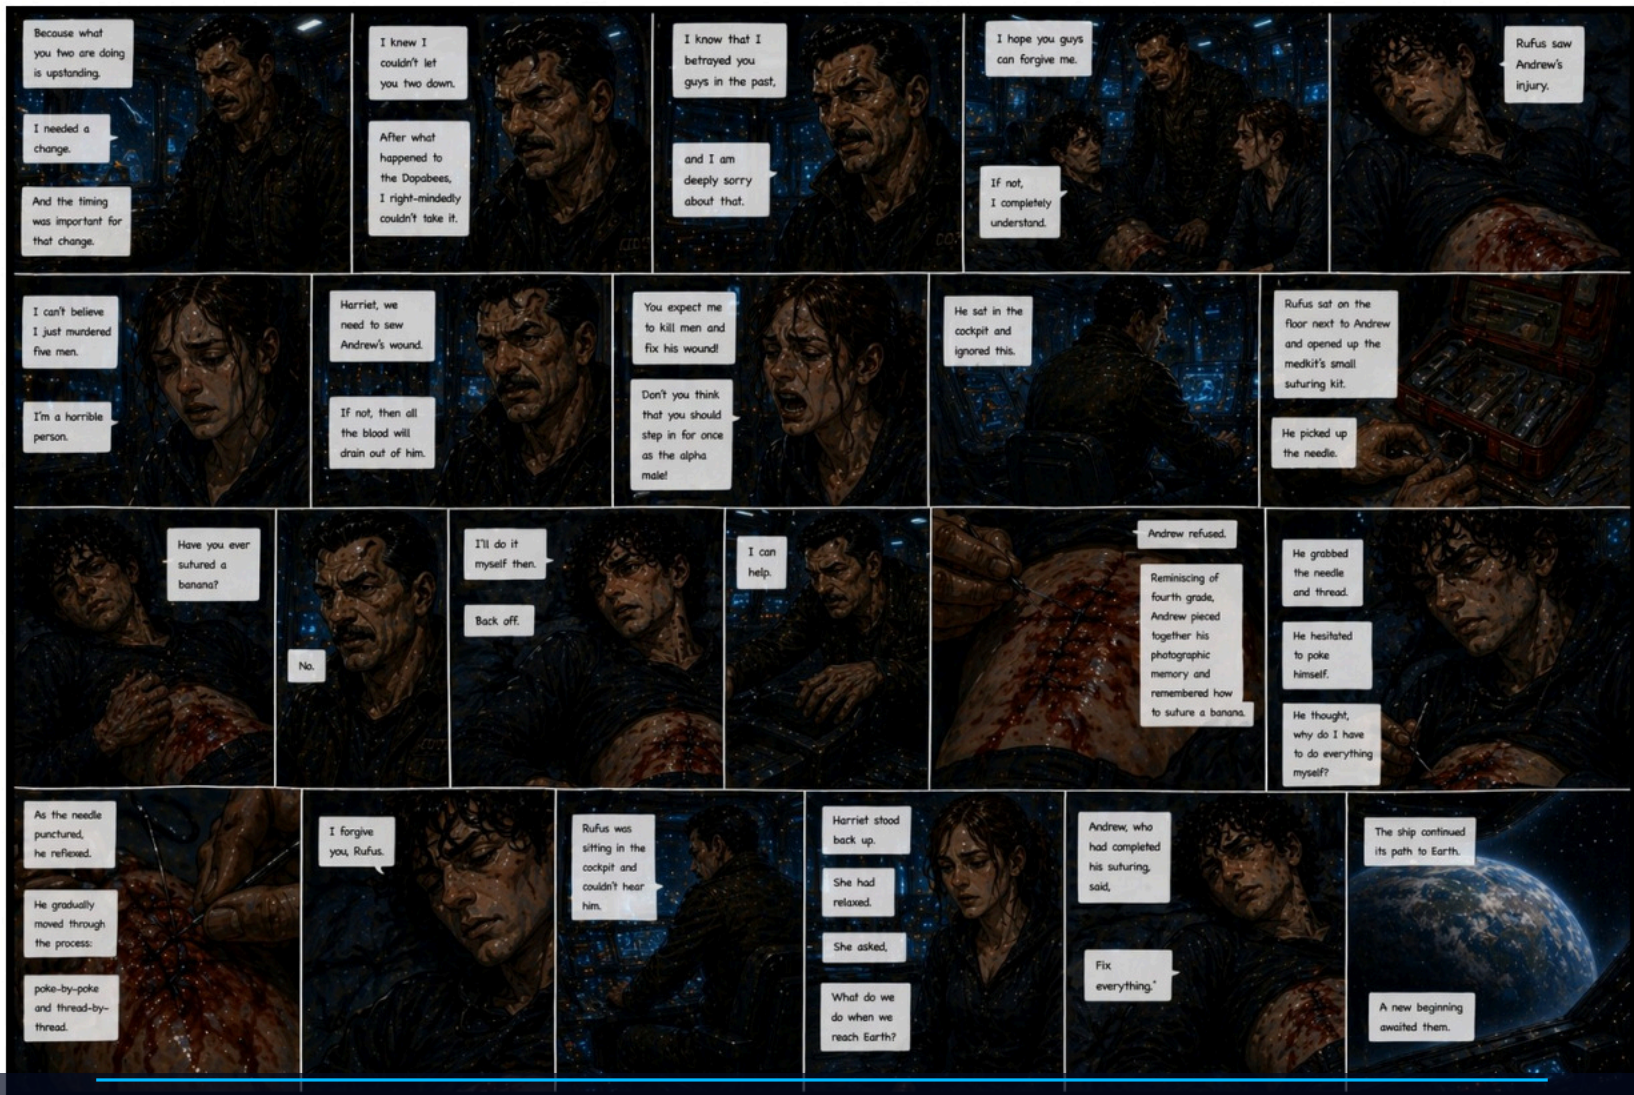 Because what
you two are doing
is upstanding.
I needed a
change.
And the timing
was important for
that change.
I knew I
couldn't let
you two down.
After what
happened to
the Dopabees,
I right-mindedly
couldn't take it.
I know that I
betrayed you
guys in the past,
and I am
deeply sorry
about that.
I hope you guys
can forgive me.
If not,
I completely
understand.
Rufus saw
Andrew's
injury.
I can't believe
I just murdered
five men.
I'm a horrible
person.
Harriet, we
need to sew
Andrew's wound.
If not, then all
the blood will
drain out of him.
You expect me
to kill men and
fix his wound!
Don't you think
that you should
step in for once
as the alpha
male!
He sat in the
cockpit and
ignored this.
Rufus sat on the
floor next to Andrew
and opened up the
medkit's small
suturing kit.
He picked up
the needle.
Have you ever
sutured a
banana?
No.
I'll do it
myself then.
Back off.
I can
help.
Andrew refused.
Reminiscing of
fourth grade,
Andrew pieced
together his
photographic
memory and
remembered how
to suture a banana.
He grabbed
the needle
and thread.
He hesitated
to poke
himself.
He thought,
why do I have
to do everything
myself?
As the needle
punctured,
he reflexed.
He gradually
moved through
the process:
poke-by-poke
and thread-by-
thread.
I forgive
you, Rufus.
Rufus was
sitting in the
cockpit and
couldn't hear
him.
Harriet stood
back up.
She had
relaxed.
She asked,
What do we
do when we
reach Earth?
Andrew, who
had completed
his suturing,
said,
Fix
everything."
The ship continued
its path to Earth.
A new beginning
awaited them.